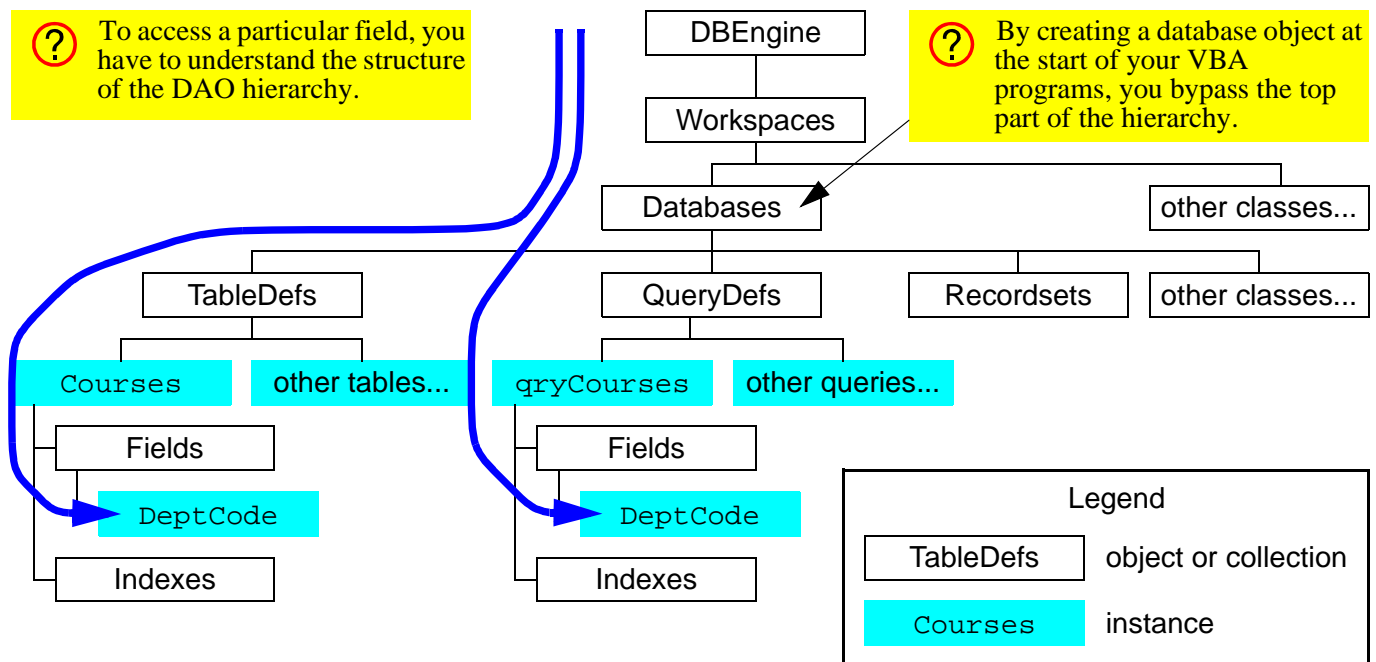 ?
To access a particular field, you
have to understand the structure
of the DAO hierarchy.
DBEngine
?
By creating a database object at
the start of your VBA
programs, you bypass the top
part of the hierarchy.
Workspaces
Databases
other classes...
TableDefs
QueryDefs
Recordsets
other classes...
Courses
other tables...
qryCourses
other queries...
Fields
Fields
DeptCode
DeptCode
Indexes
Indexes
Legend
TableDefs
object or collection
Courses
instance